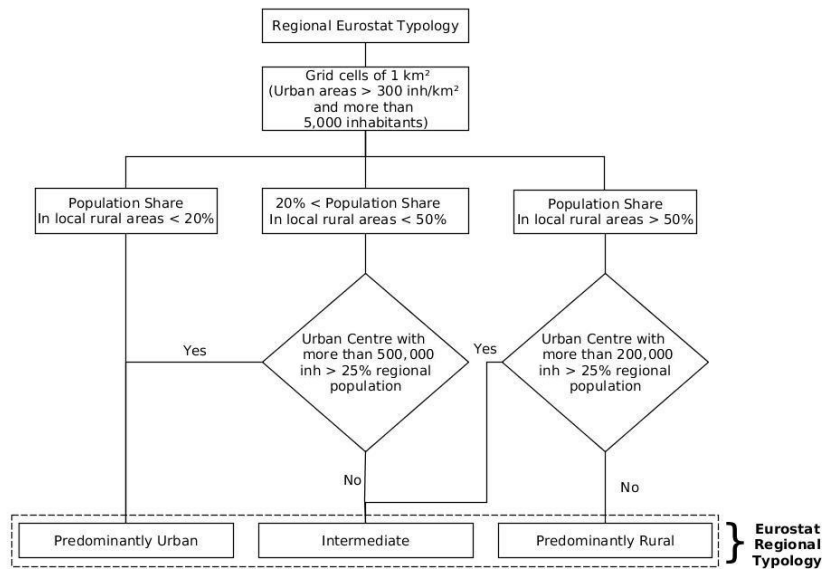 Regional Eurostat Typology
Grid cells of 1 km²
(Urban areas > 300 inh/km²
and more than
5,000 inhabitants)
Population Share
In local rural areas < 20%
20% < Population Share
In local rural areas < 50%
Population Share
In local rural areas > 50%
Urban Centre with
more than 500,000
inh > 25% regional
population
Yes
Urban Centre with
more than 200,000
inh > 25% regional
population
Yes
No
No
Predominantly Urban
Intermediate
Predominantly Rural
}
Eurostat
Regional
Typology